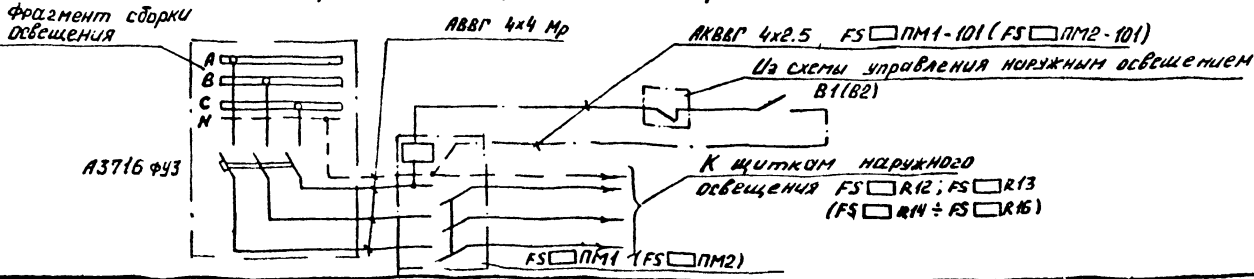 Фрагмент сборки
освещения
АВВГ 4х4 Мр
АКВВГ 4х2.5 FS□ПМ1-101 (FS□ПМ2-101)
Из схемы управления наружным освещением
В1(В2)
А
В
С
N
А3716 ФУЗ
К щиткам наружного
освещения FS□R12; FS□R13
(FS□R14÷FS□R16)
FS□ПМ1 (FS□ПМ2)